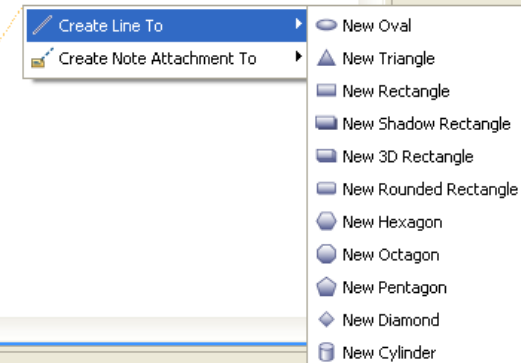 Create Line To
Create Note Attachment To
New Oval
New Triangle
New Rectangle
New Shadow Rectangle
New 3D Rectangle
New Rounded Rectangle
New Hexagon
New Octagon
New Pentagon
New Diamond
New Cylinder